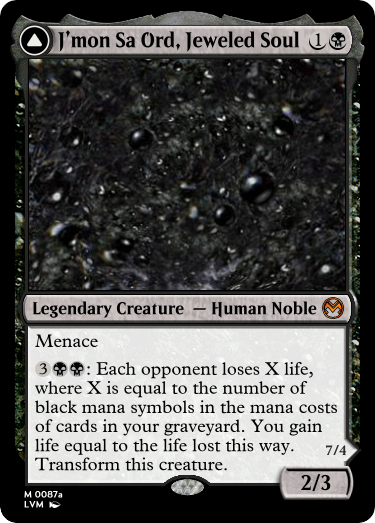 J'mon Sa Ord, Jeweled Soul 1
Legendary Creature — Human Noble
Menace
3: Each opponent loses X life,
where X is equal to the number of
black mana symbols in the mana costs
of cards in your graveyard. You gain
life equal to the life lost this way.
Transform this creature.
7/4
2/3
M 0087a
LVM